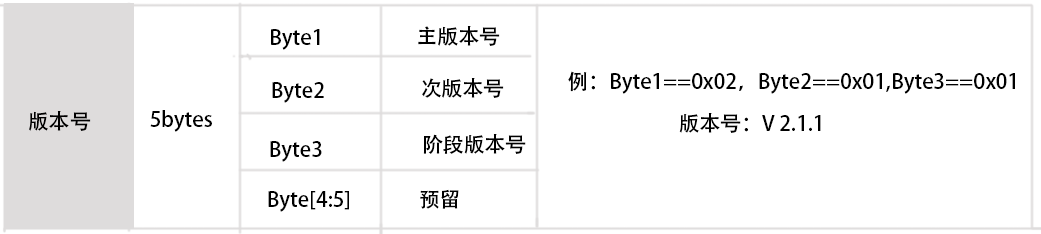 版本号
5bytes
Byte1
主版本号
Byte2
次版本号
Byte3
阶段版本号
Byte[4:5]
预留
例：Byte1==0x02，Byte2==0x01,Byte3==0x01
版本号：V 2.1.1